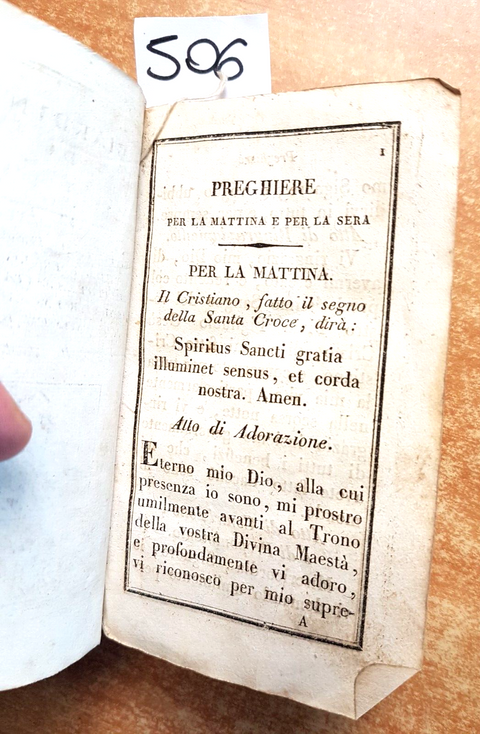 506
1
PREGHIERE
PER LA MATTINA E PER LA SERA
PER LA MATTINA.
Il Cristiano, fatto il segno
della Santa Croce, dirà:
Spiritus Sancti gratia
illuminet sensus, et corda
nostra. Amen.
Atto di Adorazione.
Eterno mio Dio, alla cui
presenza io sono, mi prostro
umilmente avanti al Trono
della vostra Divina Maestà,
e profondamente vi adoro,
vi riconosco per mio supre-
A